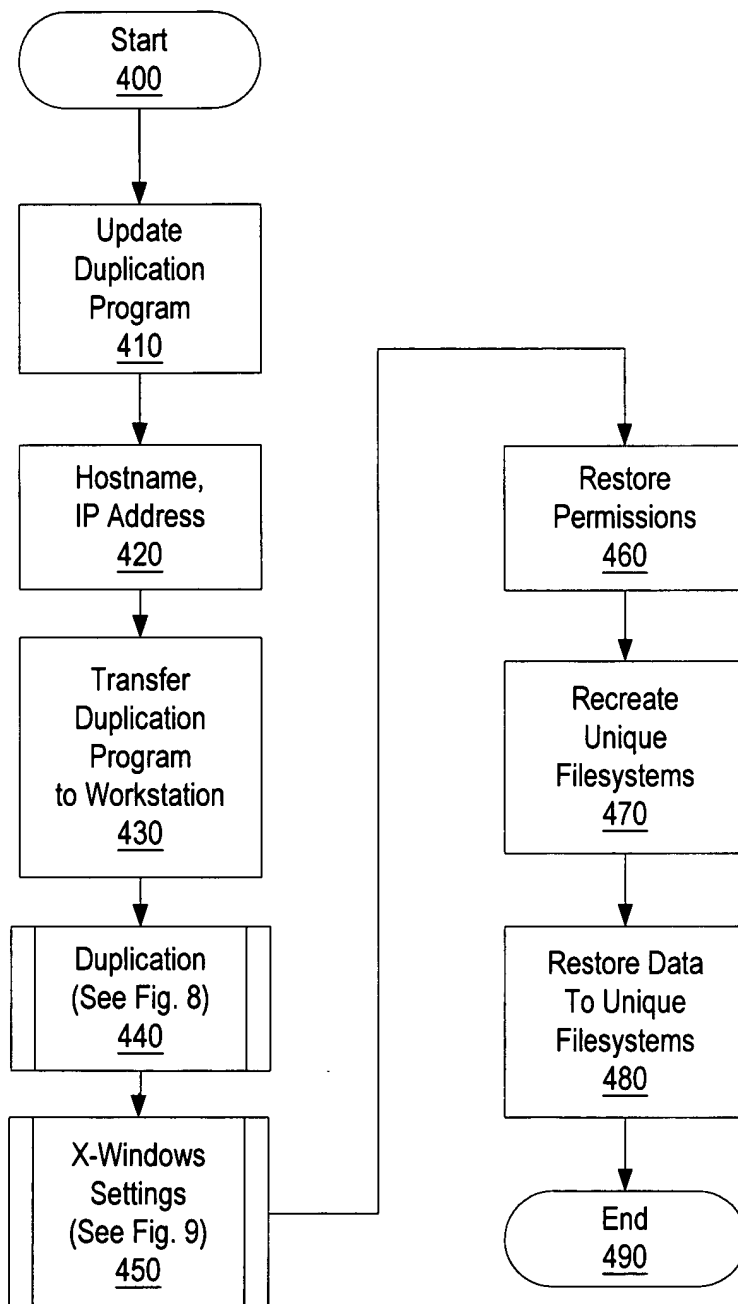 Start
400
Update
Duplication
Program
410
Hostname,
IP Address
420
Transfer
Duplication
Program
to Workstation
430
Duplication
(See Fig. 8)
440
X-Windows
Settings
(See Fig. 9)
450
Restore
Permissions
460
Recreate
Unique
Filesystems
470
Restore Data
To Unique
Filesystems
480
End
490